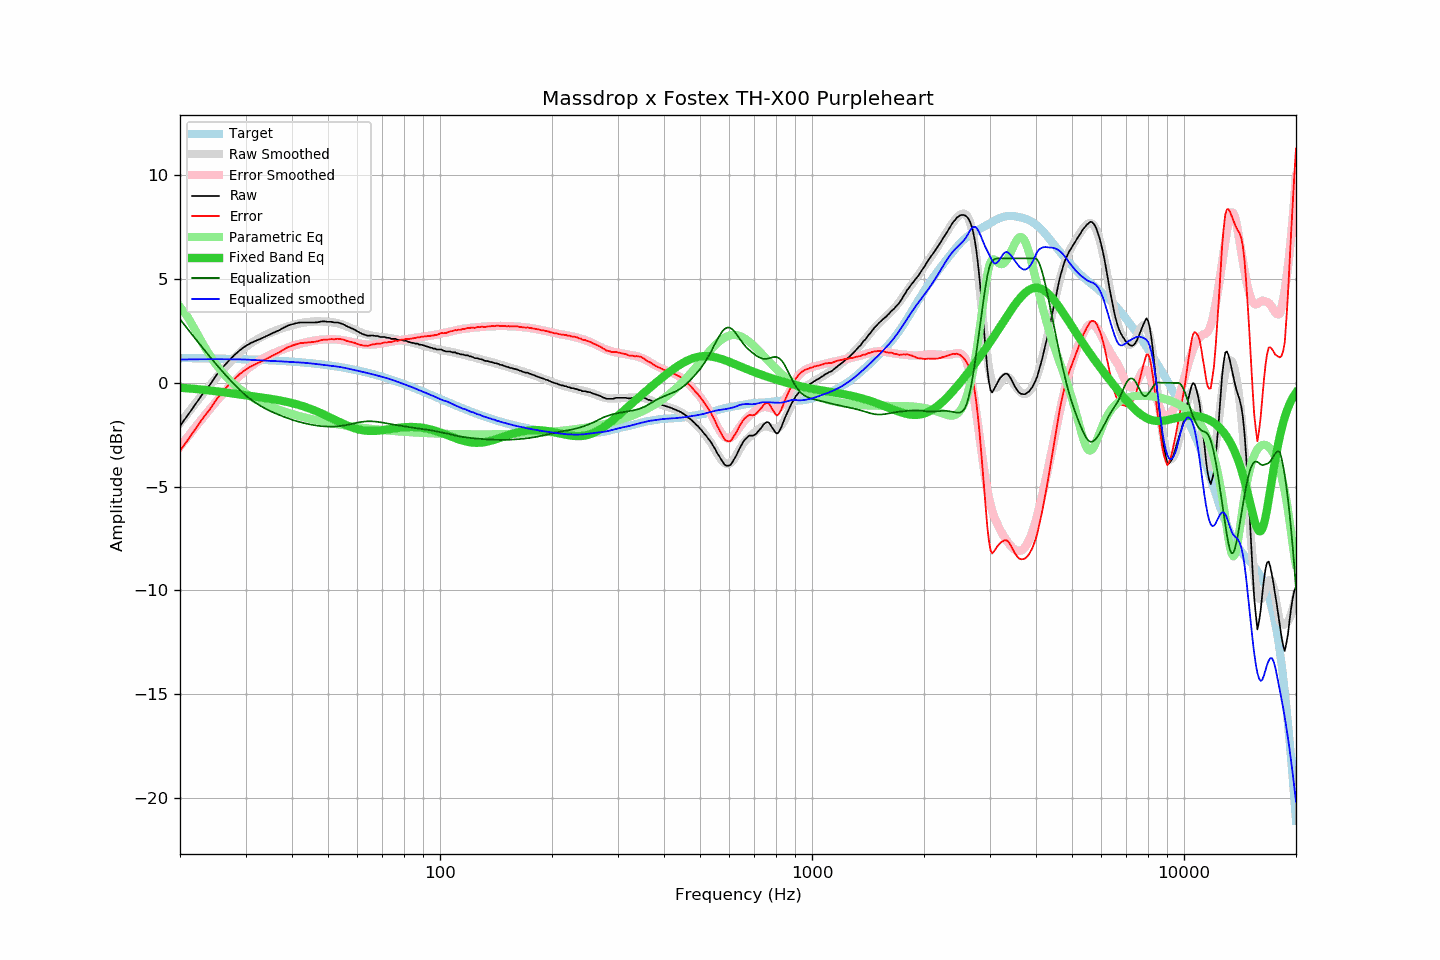 Massdrop x Fostex TH-X00 Purpleheart
Target
Raw Smoothed
Error Smoothed
Raw
Error
Parametric Eq
Fixed Band Eq
Equalization
Equalized smoothed
10
5
0
−5
−10
−15
−20
Amplitude (dBr)
100
1000
10000
Frequency (Hz)